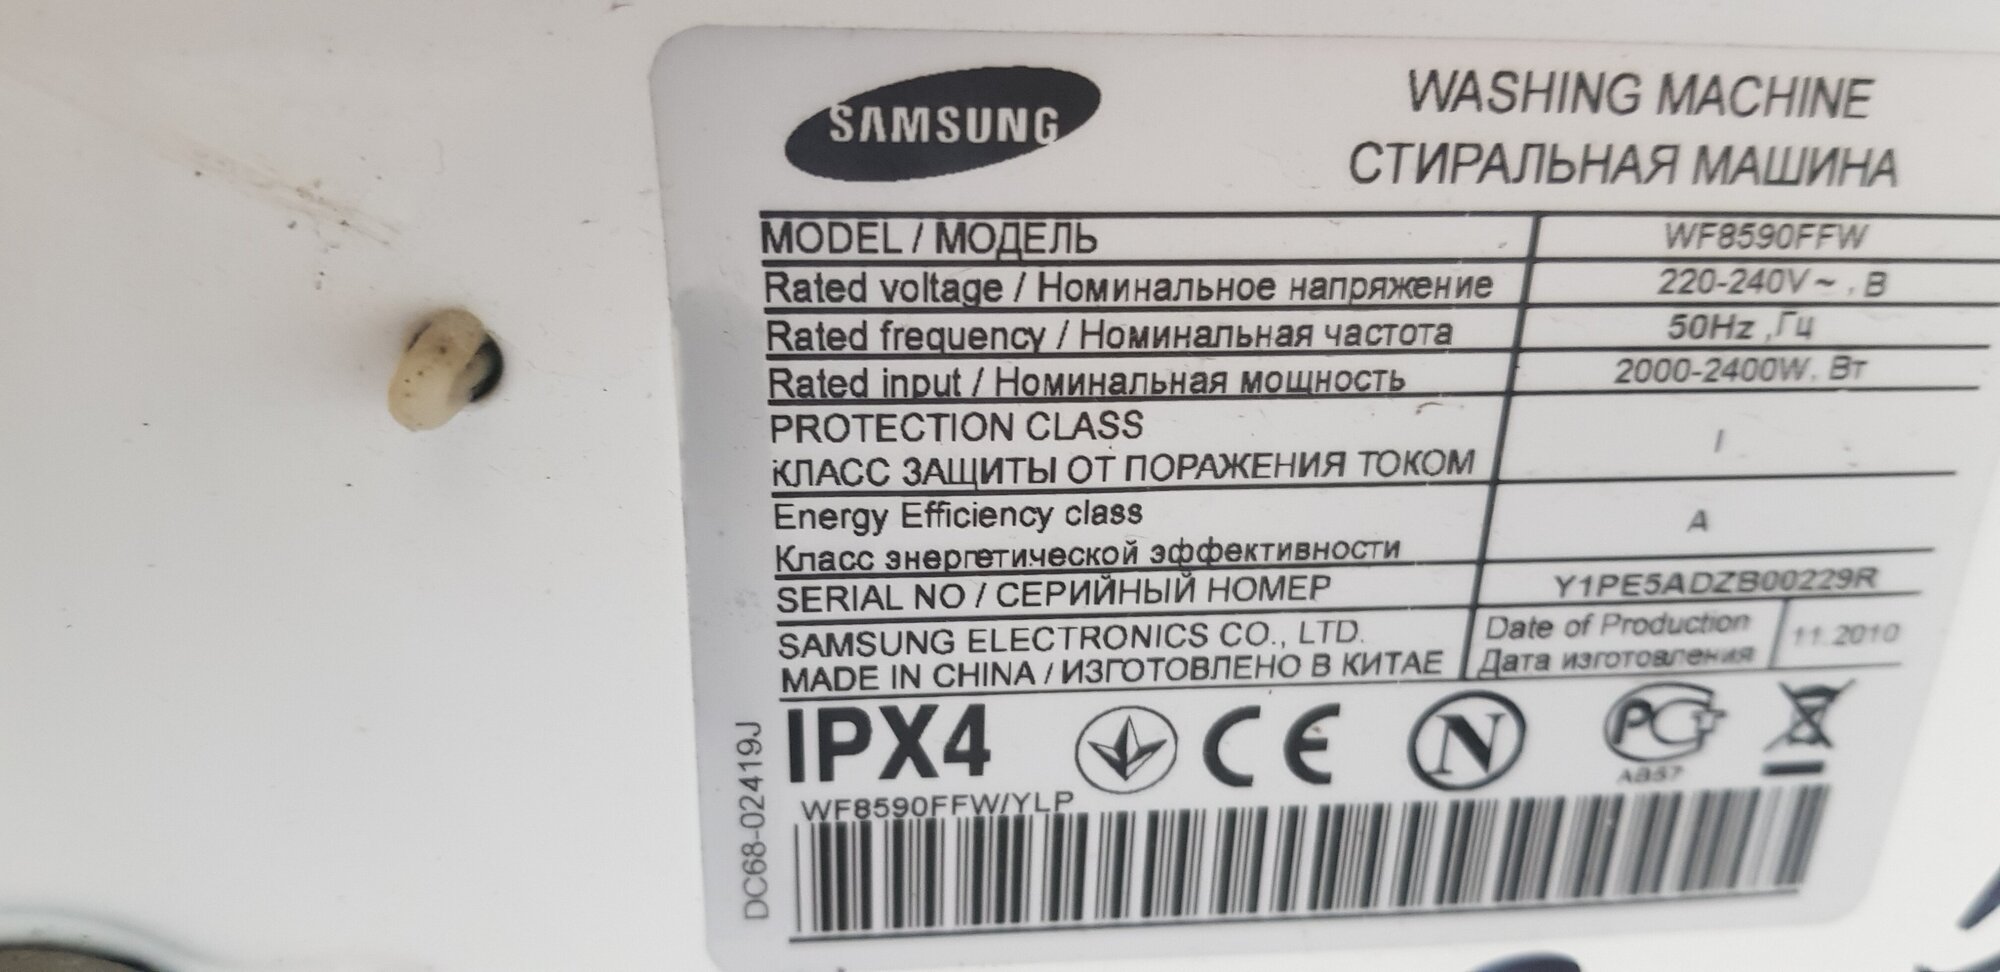 SAMSUNG
WASHING MACHINE
СТИРАЛЬНАЯ МАШИНА
MODEL / МОДЕЛЬ WF8590FFW
Rated voltage / Номинальное напряжение 220-240V ~ , В
Rated frequency / Номинальная частота 50Hz ,Гц
Rated input / Номинальная мощность 2000-2400W, Вт
PROTECTION CLASS
КЛАСС ЗАЩИТЫ ОТ ПОРАЖЕНИЯ ТОКОМ I
Energy Efficiency class
Класс энергетической эффективности A
SERIAL NO / СЕРИЙНЫЙ НОМЕР Y1PE5ADZB00229R
SAMSUNG ELECTRONICS CO., LTD.
MADE IN CHINA / ИЗГОТОВЛЕНО В КИТАЕ
Date of Production
Дата изготовления 11.2010
IPX4 CE N PC
АВ57
WF8590FFW/YLP
DC68-02419J